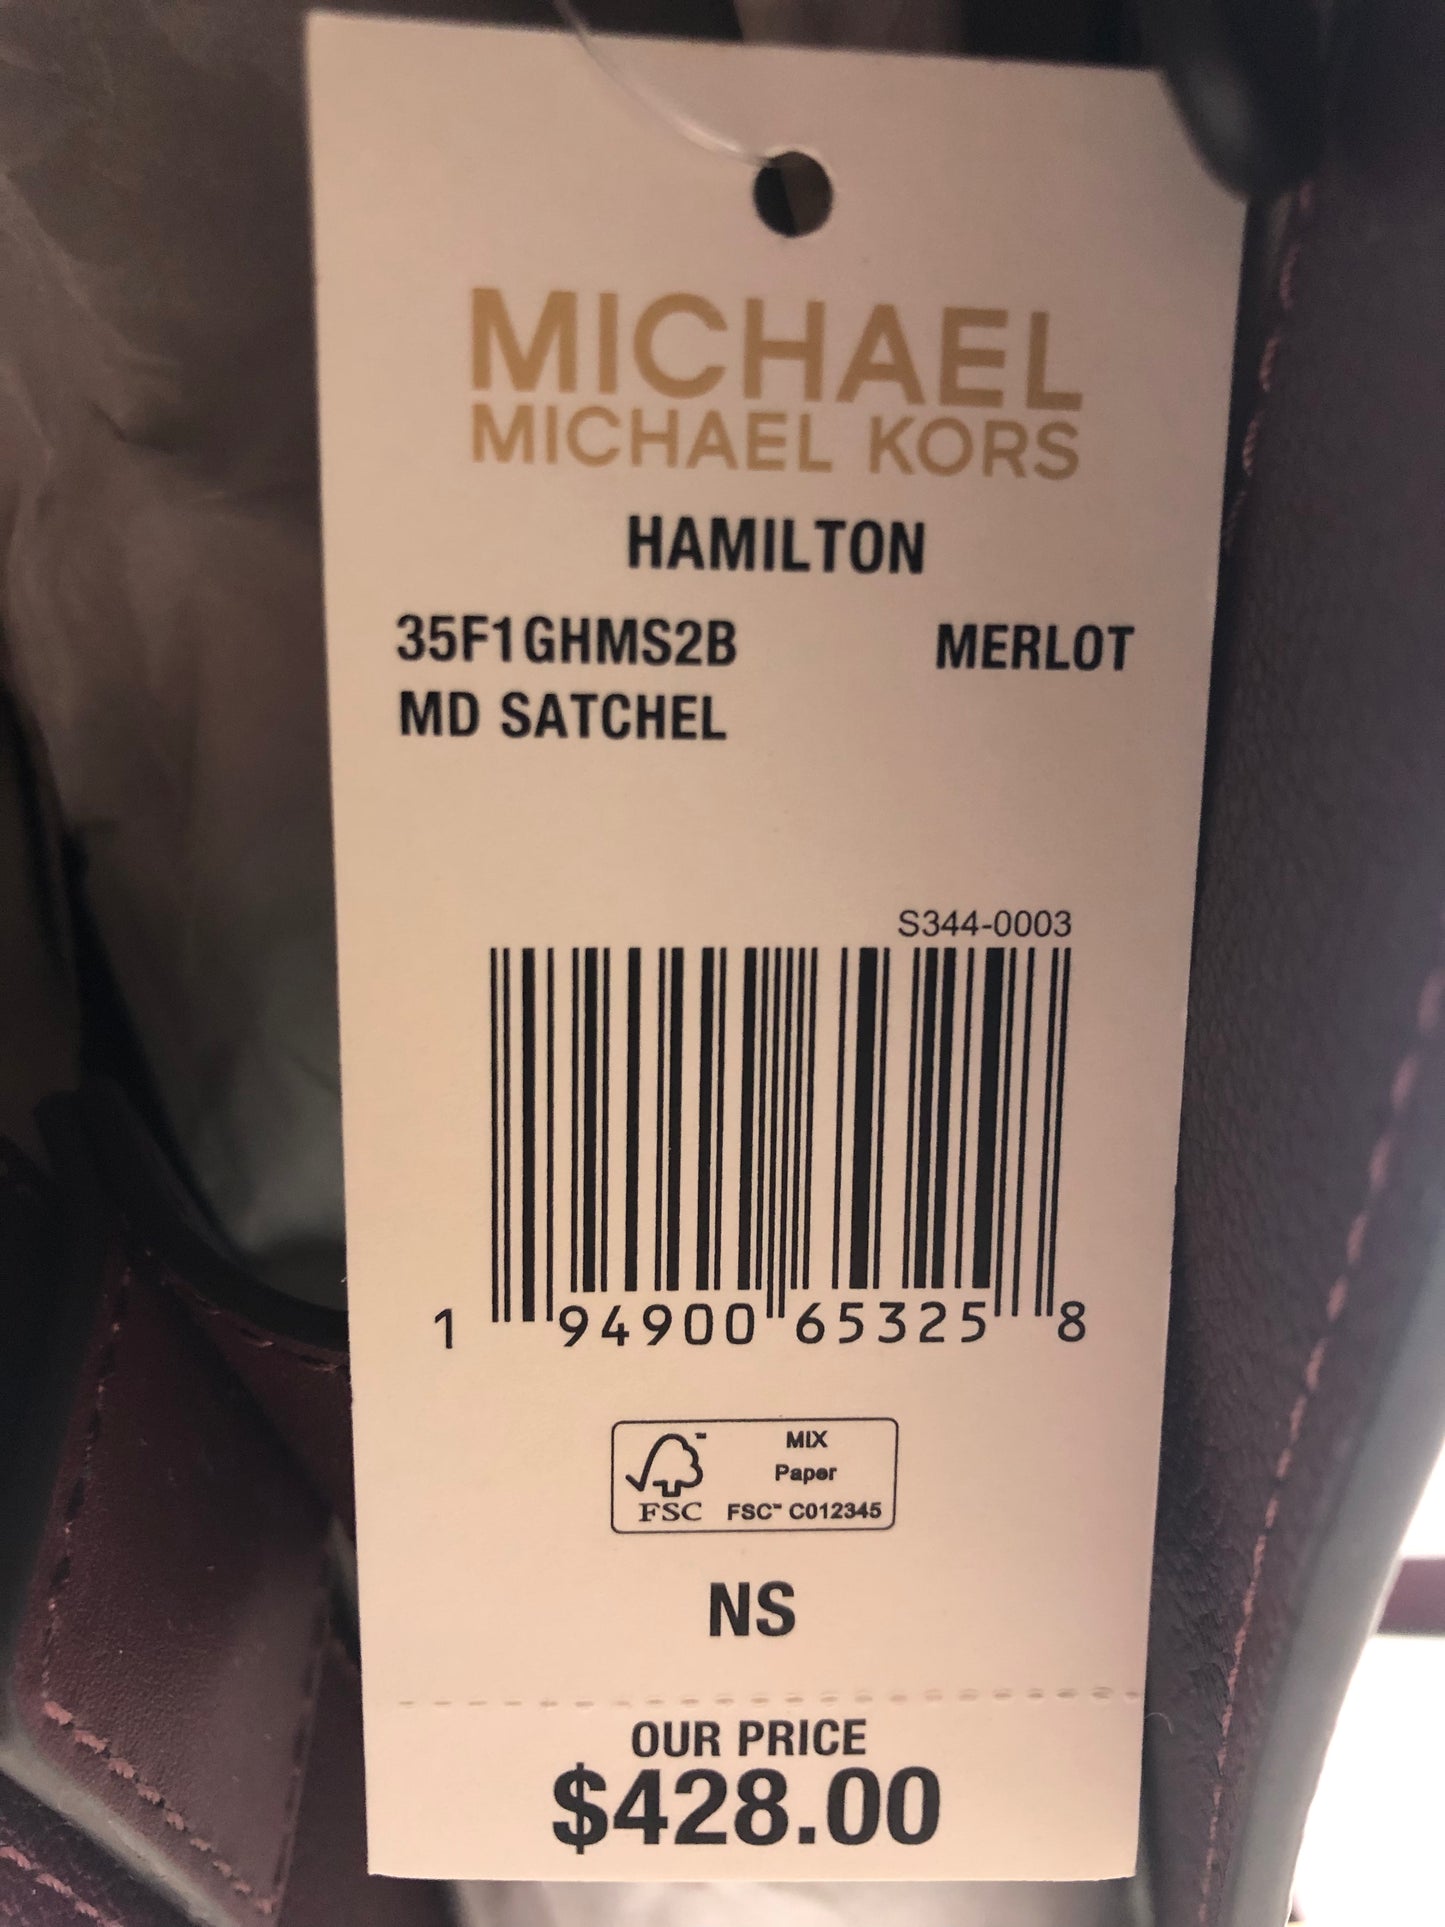 MICHAEL
MICHAEL KORS
HAMILTON
35F1GHMS2B MERLOT
MD SATCHEL
S344-0003
1 94900 65325 8
FSC™ MIX
Paper
FSC™ C012345
NS
OUR PRICE
$428.00